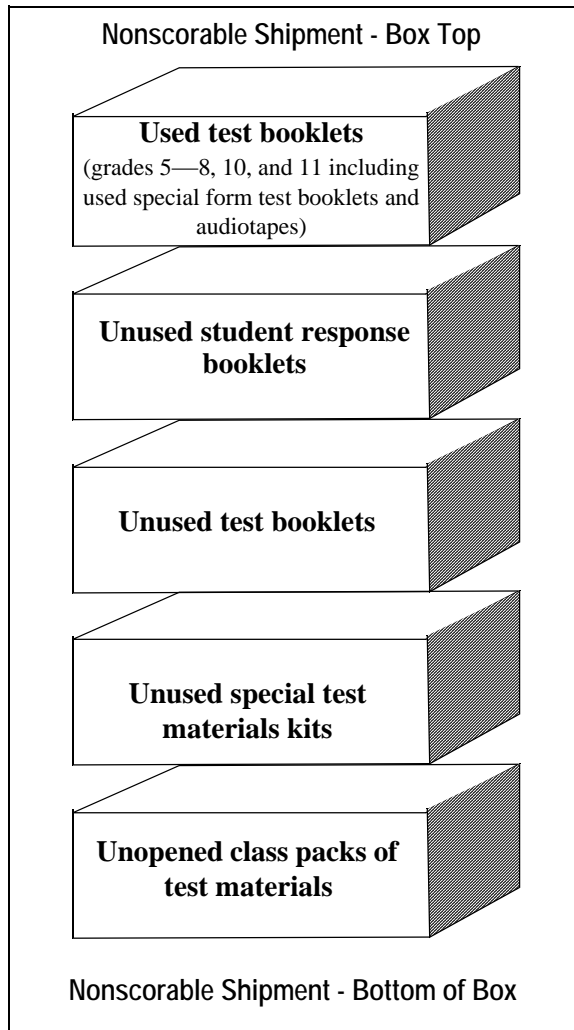 Nonscorable Shipment - Box Top
Used test booklets
(grades 5—8, 10, and 11 including
used special form test booklets and
audiotapes)
Unused student response
booklets
Unused test booklets
Unused special test
materials kits
Unopened class packs of
test materials
Nonscorable Shipment - Bottom of Box